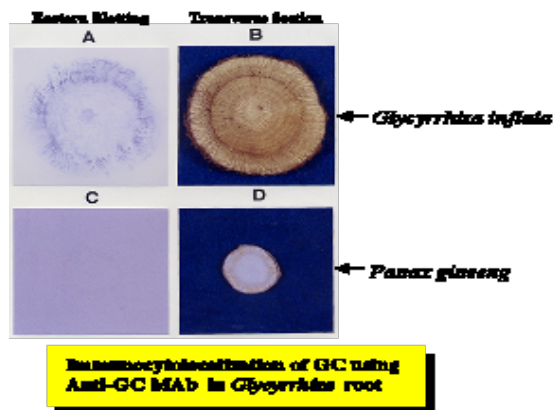 Eastern Blotting Transverse Section
A B
Glycyrrhiza inflata
C D
Panax ginseng
Immunocytolocalization of GC using
Anti-GC MAb in Glycyrrhiza root